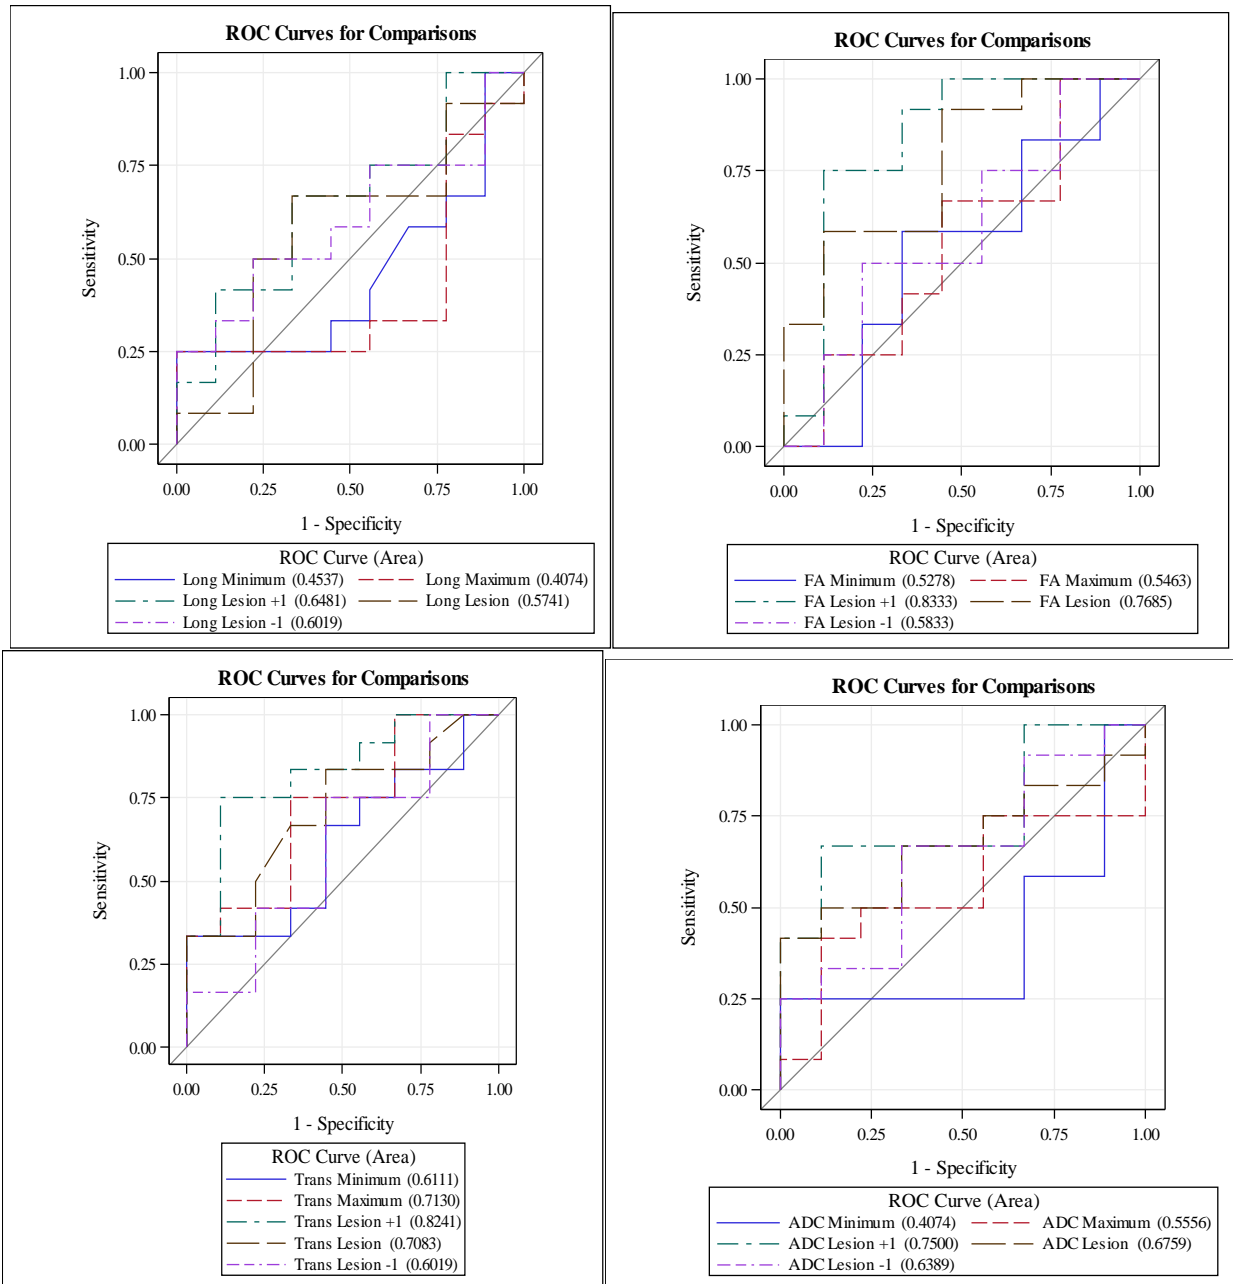 ROC Curves for Comparisons
1.00
0.75
0.50
0.25
0.00
Sensitivity
0.00 0.25 0.50 0.75 1.00
1 - Specificity
ROC Curve (Area)
Long Minimum (0.4537) Long Maximum (0.4074)
Long Lesion +1 (0.6481) Long Lesion (0.5741)
Long Lesion -1 (0.6019)
ROC Curves for Comparisons
1.00
0.75
0.50
0.25
0.00
Sensitivity
0.00 0.25 0.50 0.75 1.00
1 - Specificity
ROC Curve (Area)
FA Minimum (0.5278) FA Maximum (0.5463)
FA Lesion +1 (0.8333) FA Lesion (0.7685)
FA Lesion -1 (0.5833)
ROC Curves for Comparisons
1.00
0.75
0.50
0.25
0.00
Sensitivity
0.00 0.25 0.50 0.75 1.00
1 - Specificity
ROC Curve (Area)
Trans Minimum (0.6111)
Trans Maximum (0.7130)
Trans Lesion +1 (0.8241)
Trans Lesion (0.7083)
Trans Lesion -1 (0.6019)
ROC Curves for Comparisons
1.00
0.75
0.50
0.25
0.00
Sensitivity
0.00 0.25 0.50 0.75 1.00
1 - Specificity
ROC Curve (Area)
ADC Minimum (0.4074) ADC Maximum (0.5556)
ADC Lesion +1 (0.7500) ADC Lesion (0.6759)
ADC Lesion -1 (0.6389)